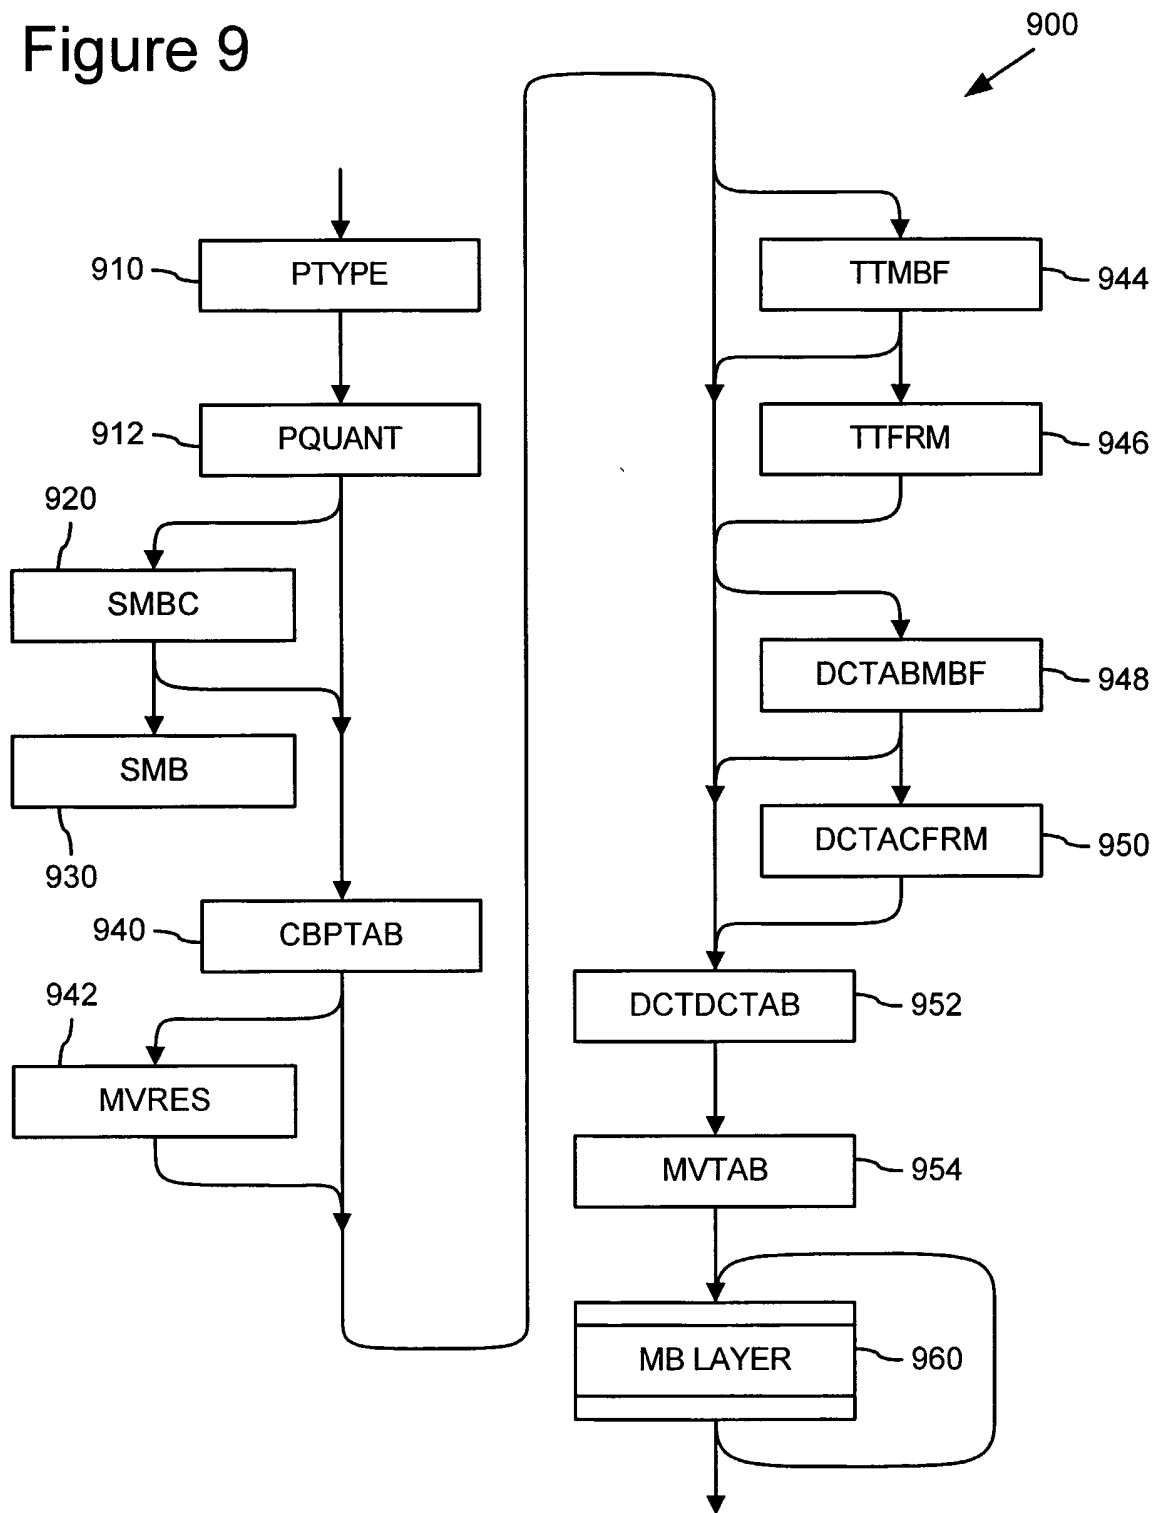 Figure 9
900
910
PTYPE
912
PQUANT
920
SMBC
SMB
930
940
CBPTAB
942
MVRES
TTMBF
944
TTFRM
946
DCTABMBF
948
DCTACFRM
950
DCTDCTAB
952
MVTAB
954
MB LAYER
960